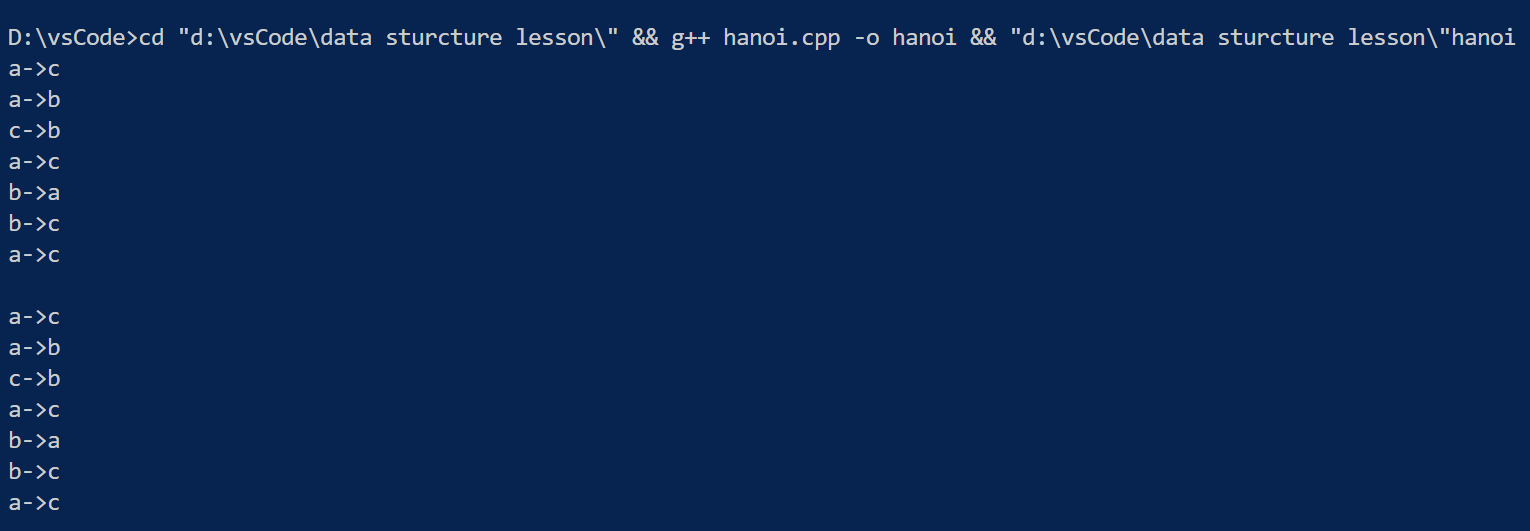 D:\vsCode>cd "d:\vsCode\data sturcture lesson\" && g++ hanoi.cpp -o hanoi && "d:\vsCode\data sturcture lesson\"hanoi
a->c
a->b
c->b
a->c
b->a
b->c
a->c

a->c
a->b
c->b
a->c
b->a
b->c
a->c